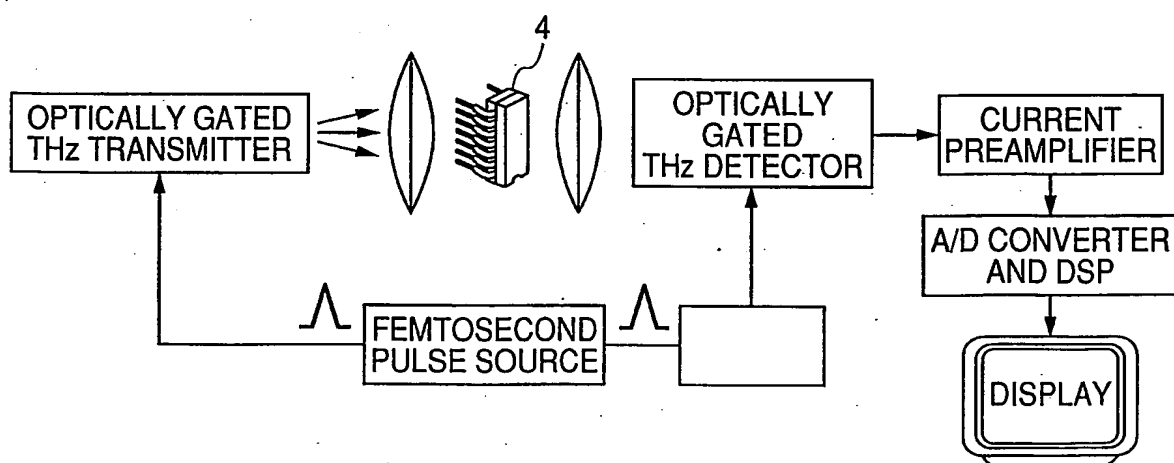 4
OPTICALLY GATED
THz TRANSMITTER
OPTICALLY
GATED
THz DETECTOR
CURRENT
PREAMPLIFIER
A/D CONVERTER
AND DSP
FEMTOSECOND
PULSE SOURCE
DISPLAY